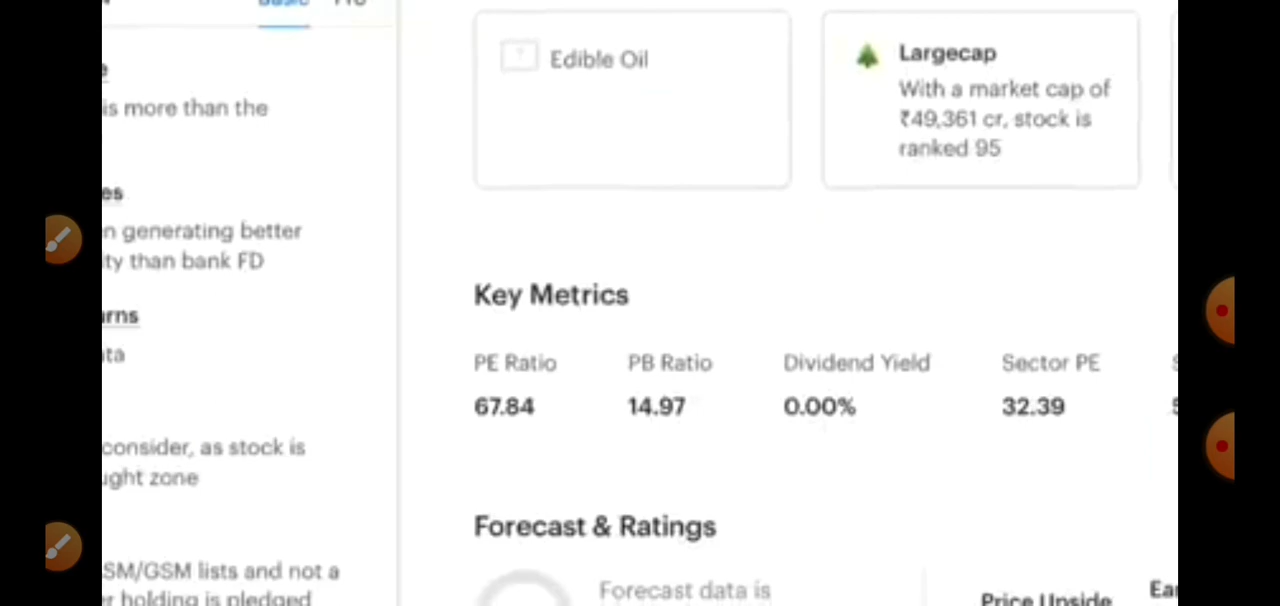 Basic
is more than the
es
n generating better
ty than bank FD
arns
ta
consider, as stock is
ught zone
SM/GSM lists and not a
r holding is pledged
Edible Oil
Largecap
With a market cap of
₹49,361 cr, stock is
ranked 95
Key Metrics
PE Ratio PB Ratio Dividend Yield Sector PE
67.84 14.97 0.00% 32.39
Forecast & Ratings
Forecast data is
Price Upside